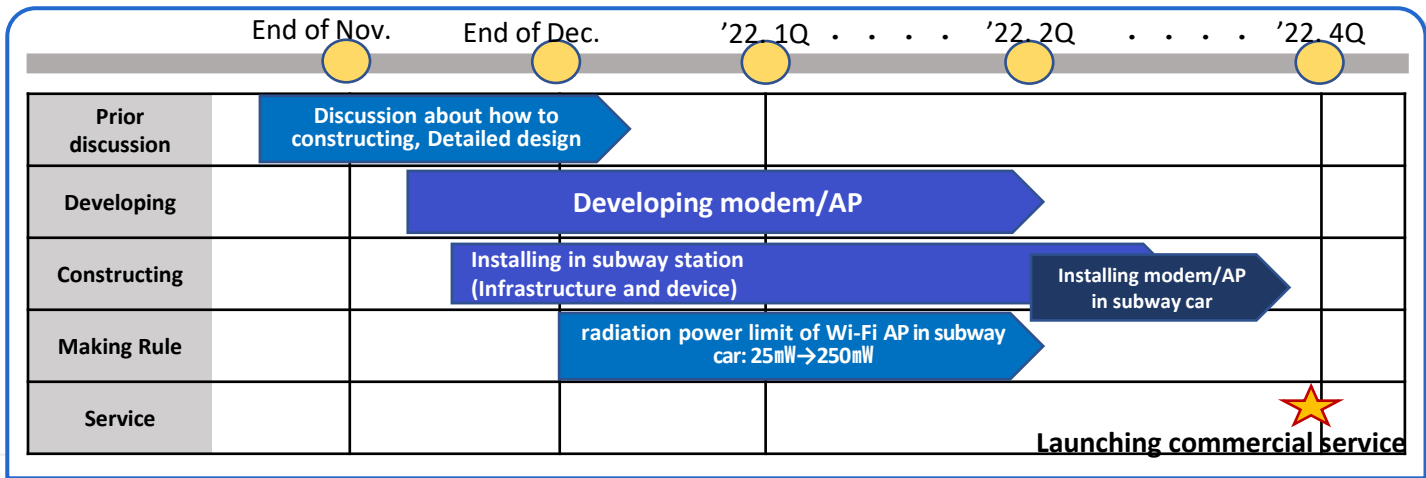 End of Nov. End of Dec. ’22. 1Q . . . . ’22. 2Q . . . . ’22. 4Q
Prior
discussion
Discussion about how to
constructing, Detailed design
Developing
Developing modem/AP
Constructing
Installing in subway station
(Infrastructure and device)
Installing modem/AP
in subway car
Making Rule
radiation power limit of Wi-Fi AP in subway
car: 25㎽→250㎽
Service
Launching commercial service